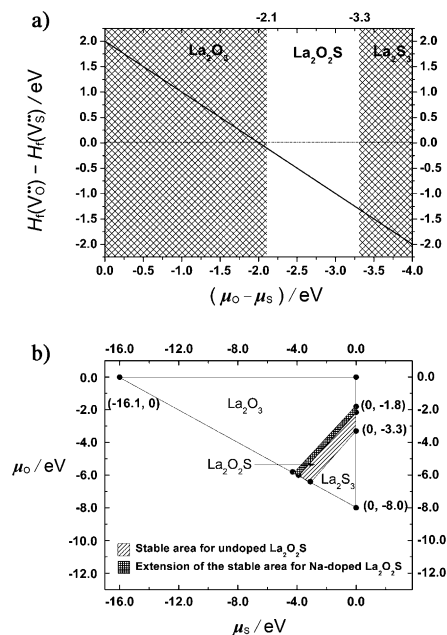 a)
-2.1 -3.3
La2O3 La2O2S La2S3
Hf(V••O) − Hf(V••S) / eV
2.0
1.5
1.0
0.5
0.0
-0.5
-1.0
-1.5
-2.0
2.0
1.5
1.0
0.5
0.0
-0.5
-1.0
-1.5
-2.0
0.0 -0.5 -1.0 -1.5 -2.0 -2.5 -3.0 -3.5 -4.0
(μO − μS) / eV
b)
-16.0 -12.0 -8.0 -4.0 0.0
0.0
-2.0
-4.0
-6.0
-8.0
-10.0
-12.0
μO
(-16.1, 0)
La2O3
La2O2S
La2S3
(0, -1.8)
(0, -3.3)
(0, -8.0)
0.0
-2.0
-4.0
-6.0
-8.0
-10.0
-12.0
Stable area for undoped La2O2S
Extension of the stable area for Na-doped La2O2S
-16.0 -12.0 -8.0 -4.0 0.0
μS